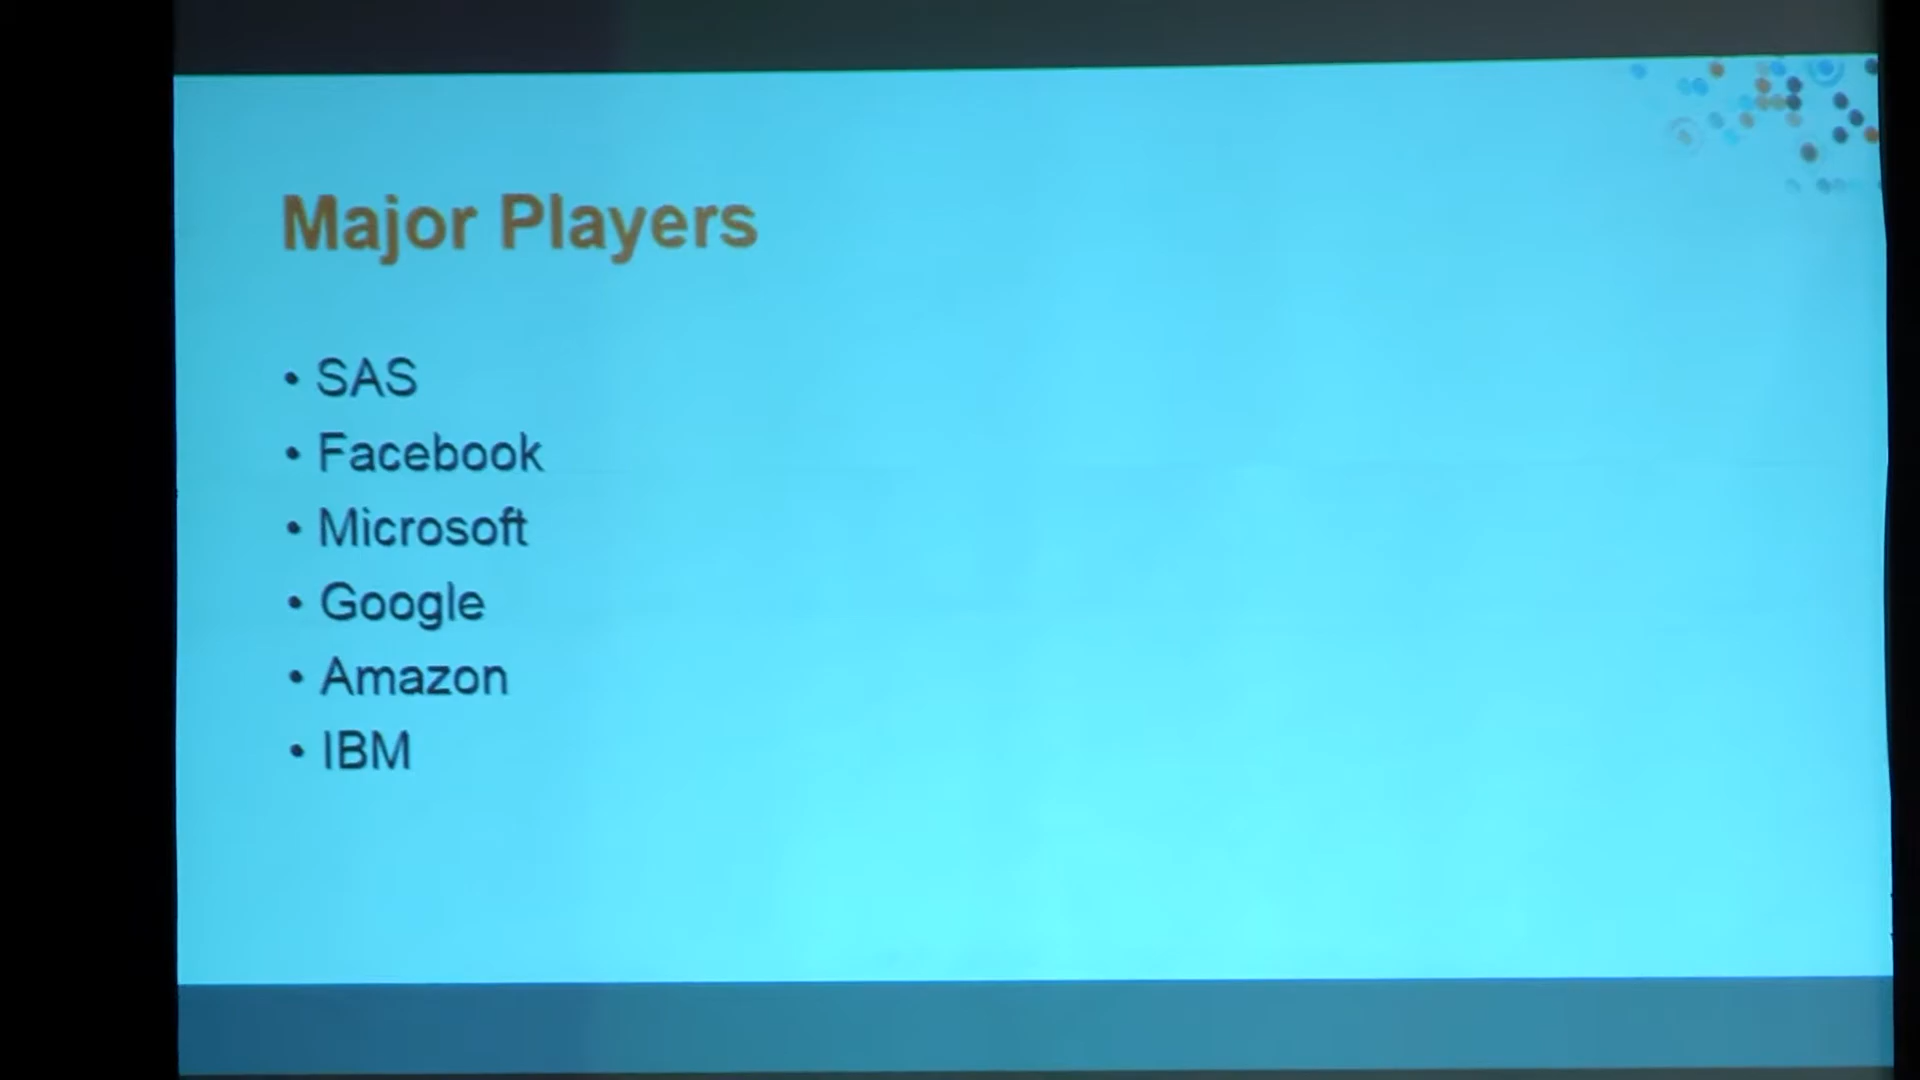 Major Players
• SAS
• Facebook
• Microsoft
• Google
• Amazon
• IBM